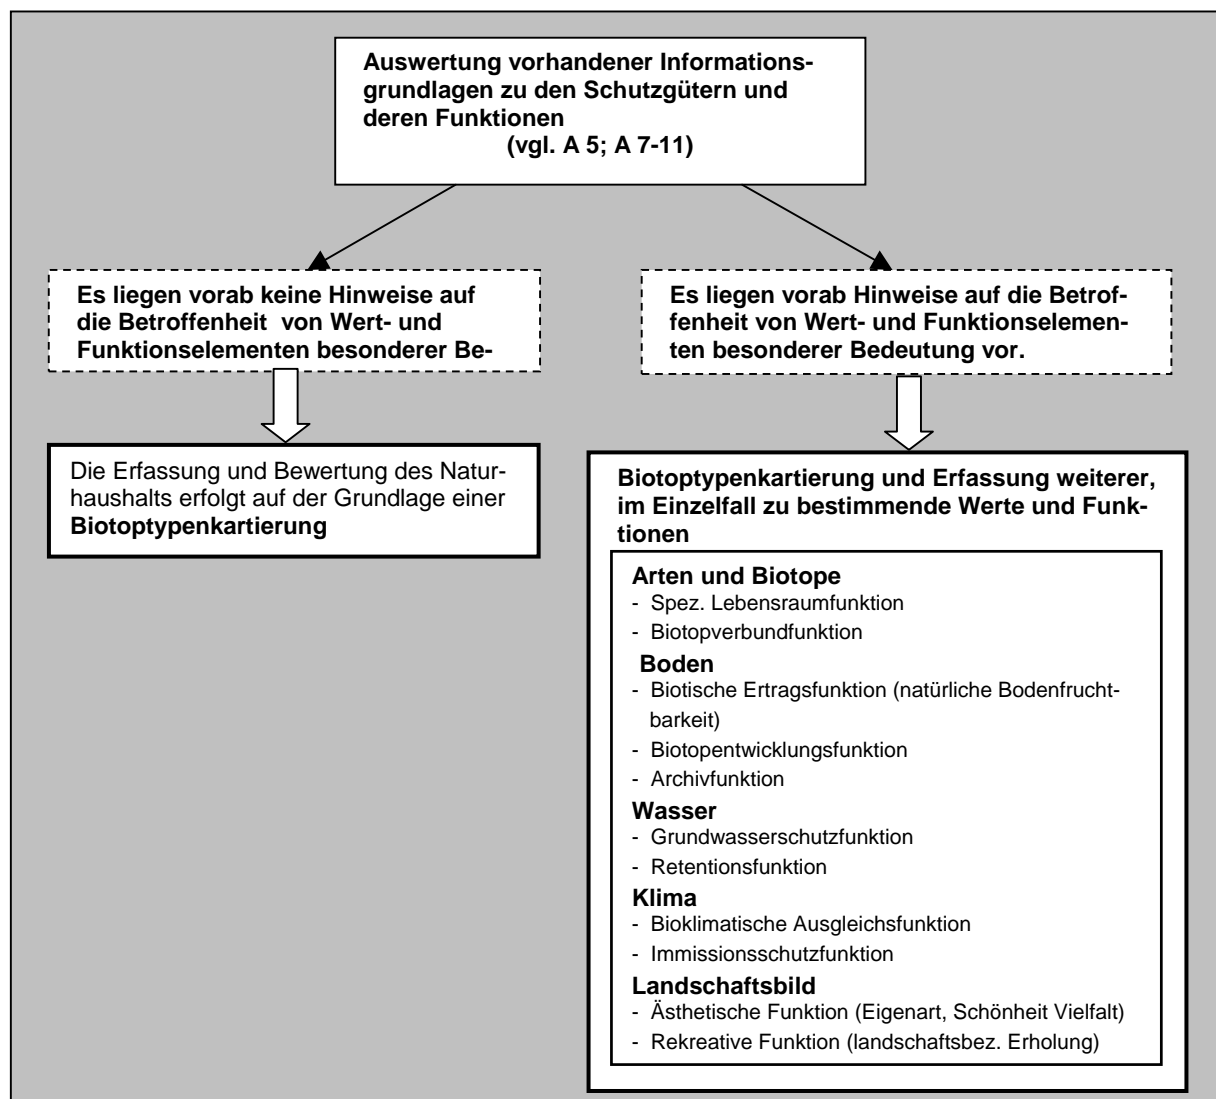 Auswertung vorhandener Informations-
grundlagen zu den Schutzgütern und
deren Funktionen
(vgl. A 5; A 7-11)
Es liegen vorab keine Hinweise auf
die Betroffenheit von Wert- und
Funktionselementen besonderer Be-
Es liegen vorab Hinweise auf die Betrof-
fenheit von Wert- und Funktionselemen-
ten besonderer Bedeutung vor.
Die Erfassung und Bewertung des Natur-
haushalts erfolgt auf der Grundlage einer
Biotoptypenkartierung
Biotoptypenkartierung und Erfassung weiterer,
im Einzelfall zu bestimmende Werte und Funk-
tionen
Arten und Biotope
- Spez. Lebensraumfunktion
- Biotopverbundfunktion
Boden
- Biotische Ertragsfunktion (natürliche Bodenfrucht-
barkeit)
- Biotopentwicklungsfunktion
- Archivfunktion
Wasser
- Grundwasserschutzfunktion
- Retentionsfunktion
Klima
- Bioklimatische Ausgleichsfunktion
- Immissionsschutzfunktion
Landschaftsbild
- Ästhetische Funktion (Eigenart, Schönheit Vielfalt)
- Rekreative Funktion (landschaftsbez. Erholung)